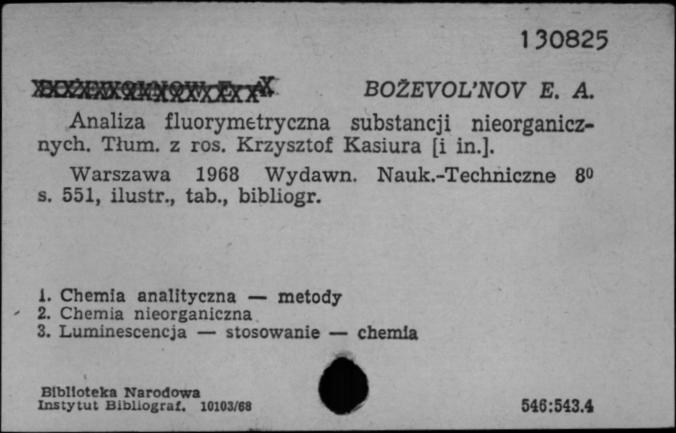 130825
BOŽEVOL'NOV E. A.
Analiza fluorymetryczna substancji nieorganicz-
nych. Tłum. z ros. Krzysztof Kasiura [i in.].
Warszawa 1968 Wydawn. Nauk.-Techniczne 8⁰
s. 551, ilustr., tab., bibliogr.
1. Chemia analityczna — metody
2. Chemia nieorganiczna
3. Luminescencja — stosowanie — chemia
Biblioteka Narodowa
Instytut Bibliograf. 10103/68
546:543.4